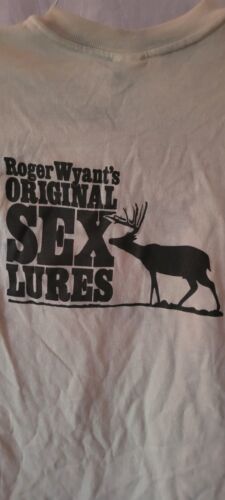 Roger Wyant's
ORIGINAL
SEX
LURES